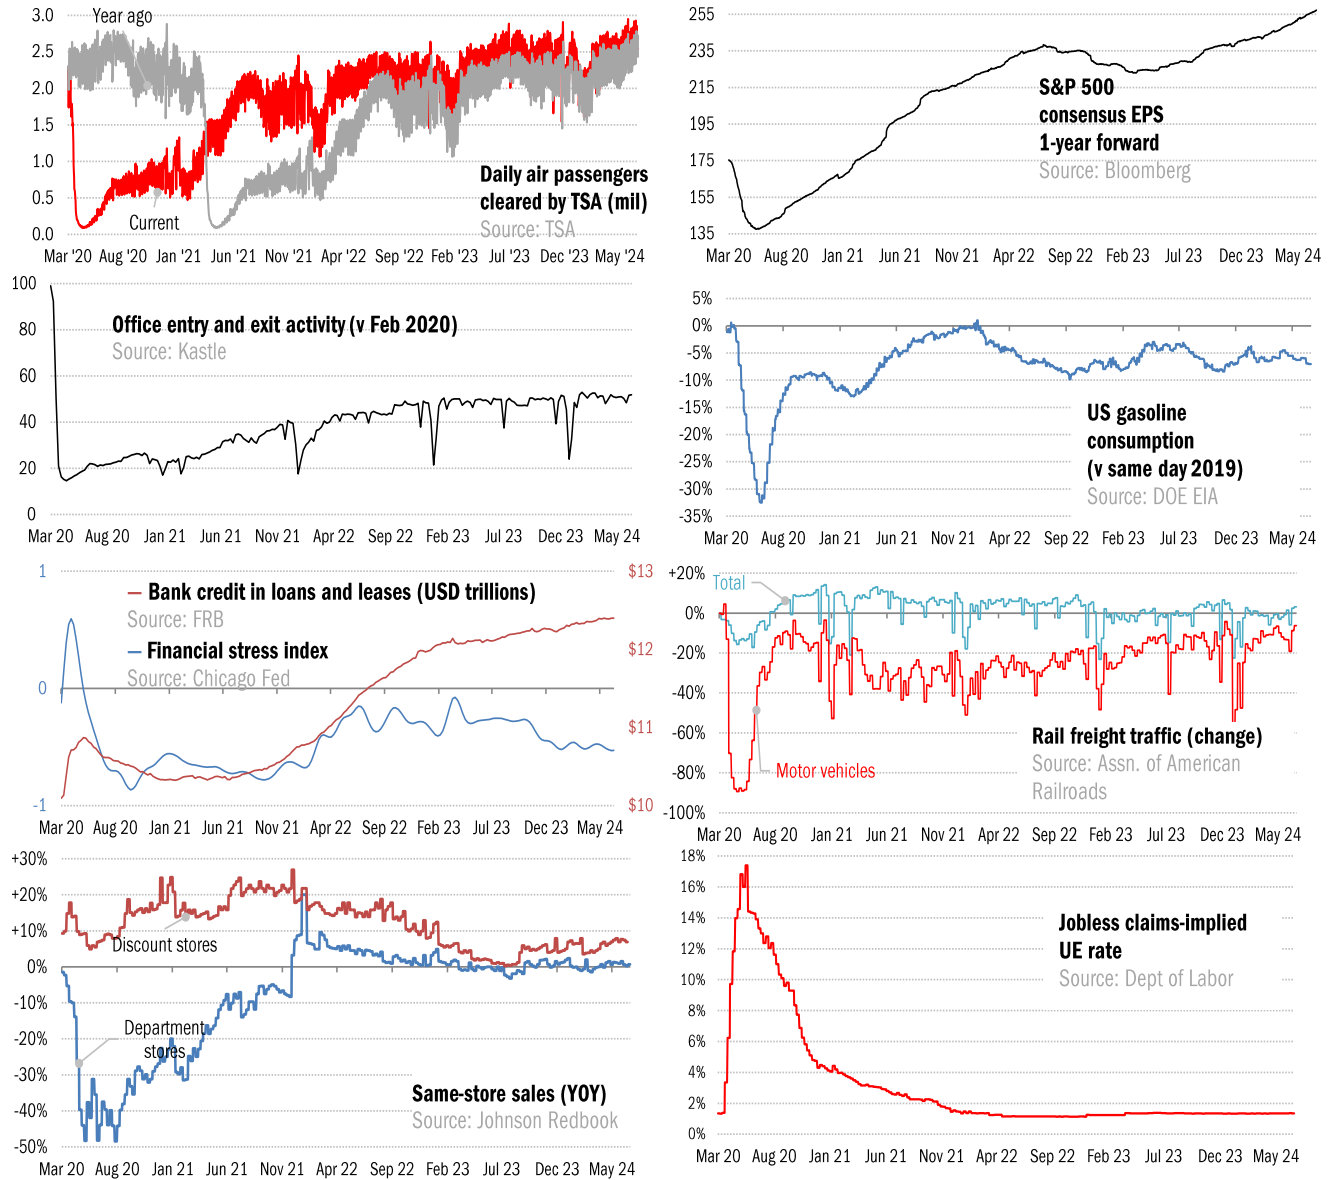 3.0
Year ago
2.5
2.0
1.5
1.0
0.5
0.0
Current
Daily air passengers
cleared by TSA (mil)
Source: TSA
Mar '20 Aug '20 Jan '21 Jun '21 Nov '21 Apr '22 Sep '22 Feb '23 Jul '23 Dec '23 May '24
255
235
215
195
175
155
135
S&P 500
consensus EPS
1-year forward
Source: Bloomberg
Mar 20 Aug 20 Jan 21 Jun 21 Nov 21 Apr 22 Sep 22 Feb 23 Jul 23 Dec 23 May 24
100
80
60
40
20
0
Office entry and exit activity (v Feb 2020)
Source: Kastle
Mar 20 Aug 20 Jan 21 Jun 21 Nov 21 Apr 22 Sep 22 Feb 23 Jul 23 Dec 23 May 24
5%
0%
-5%
-10%
-15%
-20%
-25%
-30%
-35%
US gasoline
consumption
(v same day 2019)
Source: DOE EIA
Mar 20 Aug 20 Jan 21 Jun 21 Nov 21 Apr 22 Sep 22 Feb 23 Jul 23 Dec 23 May 24
1
0
-1
Bank credit in loans and leases (USD trillions)
Source: FRB
Financial stress index
Source: Chicago Fed
$13
$12
$11
$10
Mar 20 Aug 20 Jan 21 Jun 21 Nov 21 Apr 22 Sep 22 Feb 23 Jul 23 Dec 23 May 24
+20%
0%
-20%
-40%
-60%
-80%
-100%
Total
Motor vehicles
Rail freight traffic (change)
Source: Assn. of American
Railroads
Mar 20 Aug 20 Jan 21 Jun 21 Nov 21 Apr 22 Sep 22 Feb 23 Jul 23 Dec 23 May 24
+30%
+20%
+10%
0%
-10%
-20%
-30%
-40%
-50%
Discount stores
Department
stores
Same-store sales (YOY)
Source: Johnson Redbook
Mar 20 Aug 20 Jan 21 Jun 21 Nov 21 Apr 22 Sep 22 Feb 23 Jul 23 Dec 23 May 24
18%
16%
14%
12%
10%
8%
6%
4%
2%
0%
Jobless claims-implied
UE rate
Source: Dept of Labor
Mar 20 Aug 20 Jan 21 Jun 21 Nov 21 Apr 22 Sep 22 Feb 23 Jul 23 Dec 23 May 24